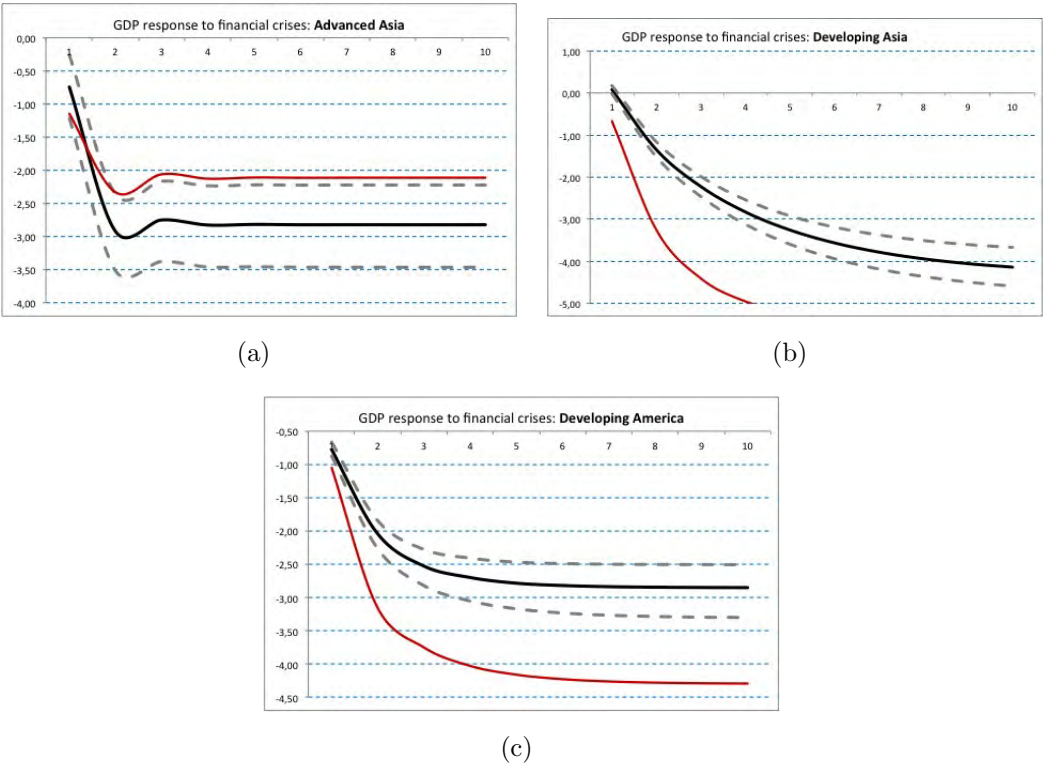 GDP response to financial crises: Advanced Asia
0,00
1 2 3 4 5 6 7 8 9 10
-0,50
-1,00
-1,50
-2,00
-2,50
-3,00
-3,50
-4,00
(a)
GDP response to financial crises: Developing Asia
1,00
0,00
1 2 3 4 5 6 7 8 9 10
-1,00
-2,00
-3,00
-4,00
-5,00
(b)
GDP response to financial crises: Developing America
-0,50
2 3 4 5 6 7 8 9 10
-1,00
-1,50
-2,00
-2,50
-3,00
-3,50
-4,00
-4,50
(c)